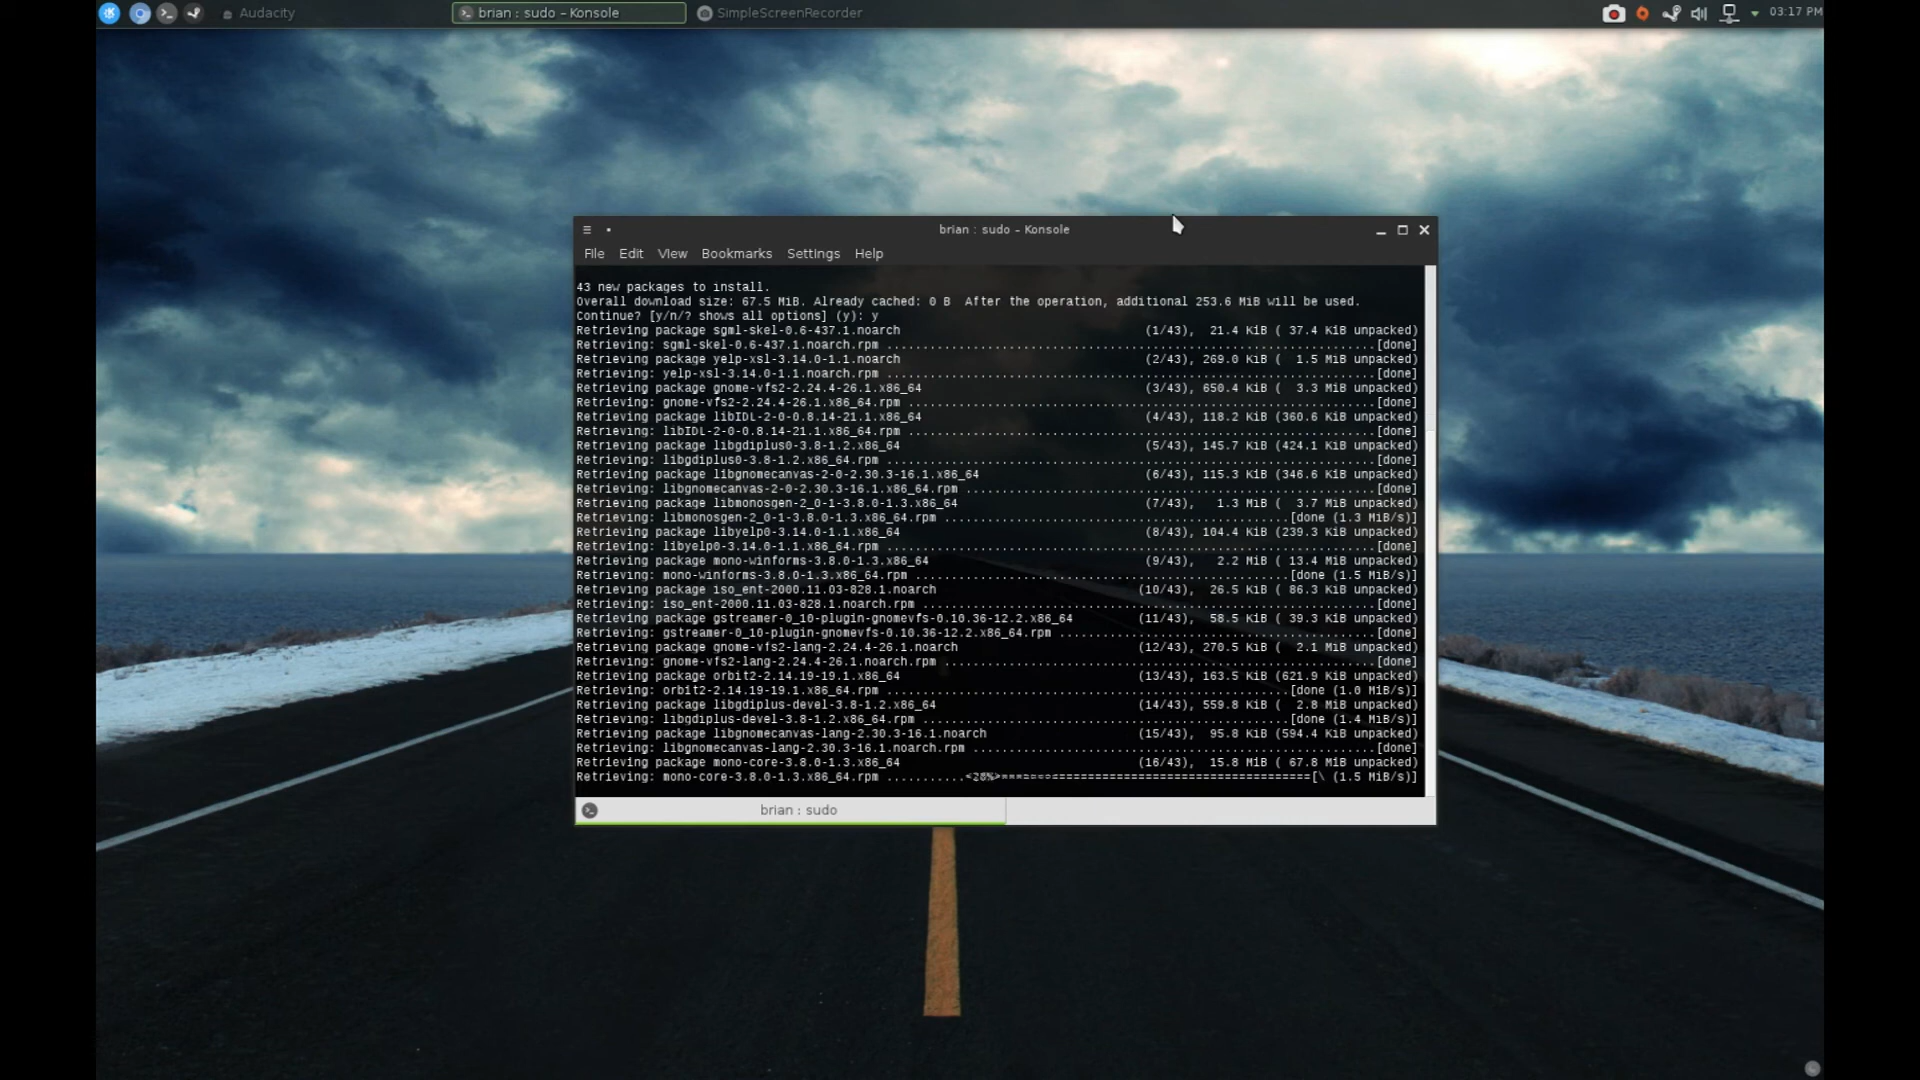 Audacity
brian : sudo – Konsole
SimpleScreenRecorder
03:17 PM
brian : sudo – Konsole
File Edit View Bookmarks Settings Help
43 new packages to install.
Overall download size: 67.5 MiB. Already cached: 0 B  After the operation, additional 253.6 MiB will be used.
Continue? [y/n/? shows all options] (y): y
Retrieving package sgml-skel-0.6-437.1.noarch (1/43), 21.4 KiB ( 37.4 KiB unpacked)
Retrieving: sgml-skel-0.6-437.1.noarch.rpm ....................[done]
Retrieving package yelp-xsl-3.14.0-1.1.noarch (2/43), 269.0 KiB ( 1.5 MiB unpacked)
Retrieving: yelp-xsl-3.14.0-1.1.noarch.rpm ....................[done]
Retrieving package gnome-vfs2-2.24.4-26.1.x86_64 (3/43), 650.4 KiB ( 3.3 MiB unpacked)
Retrieving: gnome-vfs2-2.24.4-26.1.x86_64.rpm ....................[done]
Retrieving package libIDL-2-0-0.8.14-21.1.x86_64 (4/43), 118.2 KiB (360.6 KiB unpacked)
Retrieving: libIDL-2-0-0.8.14-21.1.x86_64.rpm ....................[done]
Retrieving package libgdiplus0-3.8-1.2.x86_64 (5/43), 145.7 KiB (424.1 KiB unpacked)
Retrieving: libgdiplus0-3.8-1.2.x86_64.rpm ....................[done]
Retrieving package libgnomecanvas-2-0-2.30.3-16.1.x86_64 (6/43), 115.3 KiB (346.6 KiB unpacked)
Retrieving: libgnomecanvas-2-0-2.30.3-16.1.x86_64.rpm ....................[done]
Retrieving package libmonosgen-2_0-1-3.8.0-1.3.x86_64 (7/43), 1.3 MiB ( 3.7 MiB unpacked)
Retrieving: libmonosgen-2_0-1-3.8.0-1.3.x86_64.rpm ....................[done (1.3 MiB/s)]
Retrieving package libyelp0-3.14.0-1.1.x86_64 (8/43), 104.4 KiB (239.3 KiB unpacked)
Retrieving: libyelp0-3.14.0-1.1.x86_64.rpm ....................[done]
Retrieving package mono-winforms-3.8.0-1.3.x86_64 (9/43), 2.2 MiB ( 13.4 MiB unpacked)
Retrieving: mono-winforms-3.8.0-1.3.x86_64.rpm ....................[done (1.5 MiB/s)]
Retrieving package iso_ent-2000.11.03-828.1.noarch (10/43), 26.5 KiB ( 86.3 KiB unpacked)
Retrieving: iso_ent-2000.11.03-828.1.noarch.rpm ....................[done]
Retrieving package gstreamer-0_10-plugin-gnomevfs-0.10.36-12.2.x86_64 (11/43), 58.5 KiB ( 39.3 KiB unpacked)
Retrieving: gstreamer-0_10-plugin-gnomevfs-0.10.36-12.2.x86_64.rpm ....................[done]
Retrieving package gnome-vfs2-lang-2.24.4-26.1.noarch (12/43), 270.5 KiB ( 2.1 MiB unpacked)
Retrieving: gnome-vfs2-lang-2.24.4-26.1.noarch.rpm ....................[done]
Retrieving package orbit2-2.14.19-19.1.x86_64 (13/43), 163.5 KiB (621.9 KiB unpacked)
Retrieving: orbit2-2.14.19-19.1.x86_64.rpm ....................[done (1.0 MiB/s)]
Retrieving package libgdiplus-devel-3.8-1.2.x86_64 (14/43), 559.8 KiB ( 2.8 MiB unpacked)
Retrieving: libgdiplus-devel-3.8-1.2.x86_64.rpm ....................[done (1.4 MiB/s)]
Retrieving package libgnomecanvas-lang-2.30.3-16.1.noarch (15/43), 95.8 KiB (594.4 KiB unpacked)
Retrieving: libgnomecanvas-lang-2.30.3-16.1.noarch.rpm ....................[done]
Retrieving package mono-core-3.8.0-1.3.x86_64 (16/43), 15.8 MiB ( 67.8 MiB unpacked)
Retrieving: mono-core-3.8.0-1.3.x86_64.rpm ...........<28%>====================[\ (1.5 MiB/s)]
brian : sudo